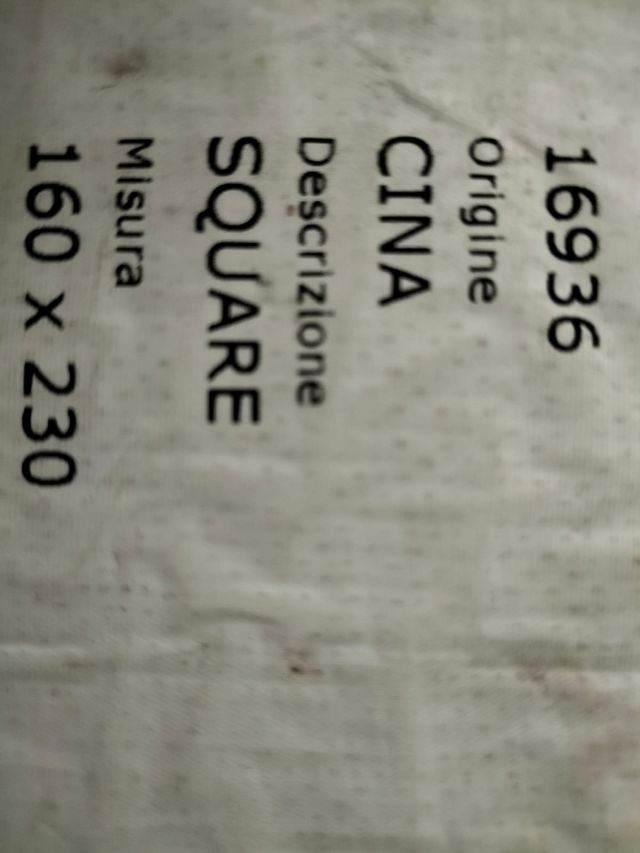 16936
Origine
CINA
Descrizione
SQUARE
Misura
160 x 230